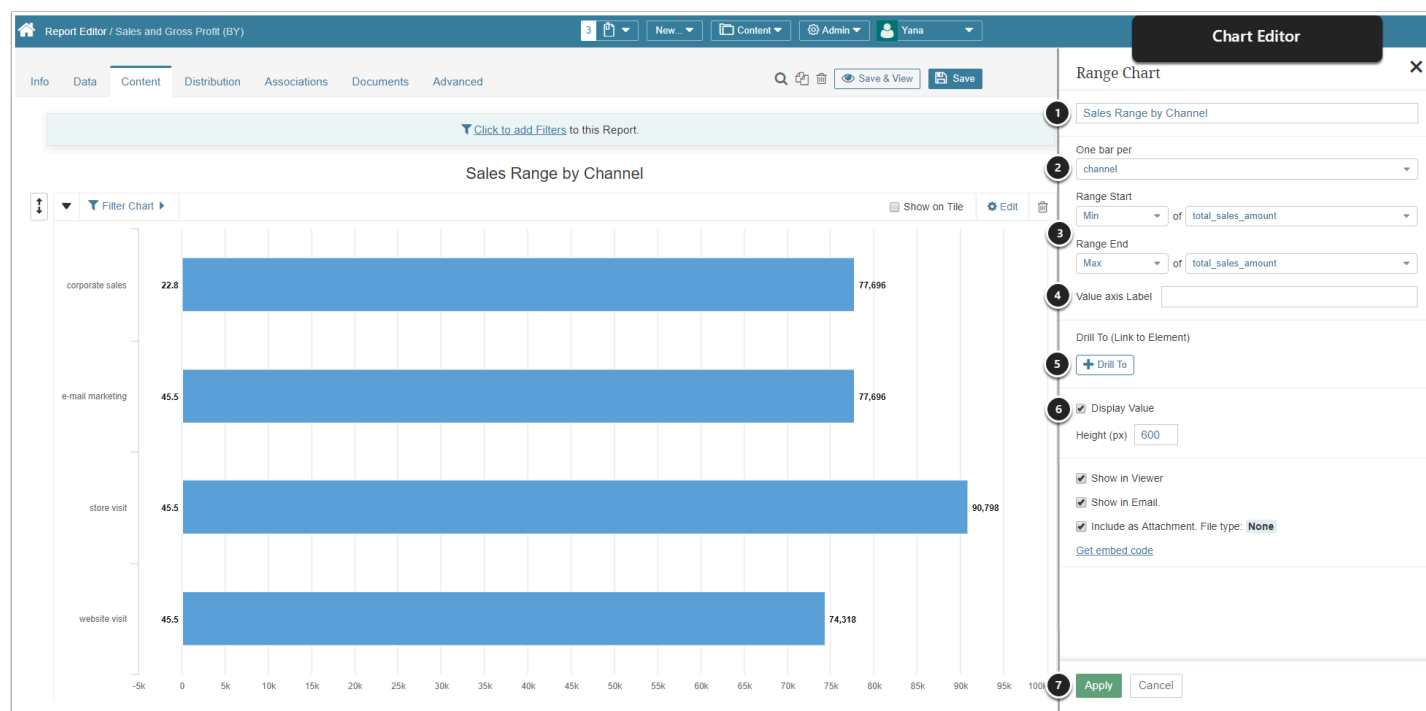 Report Editor / Sales and Gross Profit (BY)
3
New...
Content
Admin
Yana
Chart Editor
Info
Data
Content
Distribution
Associations
Documents
Advanced
Save & View
Save
Click to add Filters to this Report.
Sales Range by Channel
Filter Chart
Show on Tile
Edit
corporate sales
22.8
77,696
e-mail marketing
45.5
77,696
store visit
45.5
90,798
website visit
45.5
74,318
-5k 0 5k 10k 15k 20k 25k 30k 35k 40k 45k 50k 55k 60k 65k 70k 75k 80k 85k 90k 95k 100k
Range Chart
1
Sales Range by Channel
One bar per
2
channel
Range Start
Min of total_sales_amount
3
Range End
Max of total_sales_amount
4
Value axis Label
Drill To (Link to Element)
5
Drill To
6
Display Value
Height (px) 600
Show in Viewer
Show in Email.
Include as Attachment. File type: None
Get embed code
7
Apply
Cancel